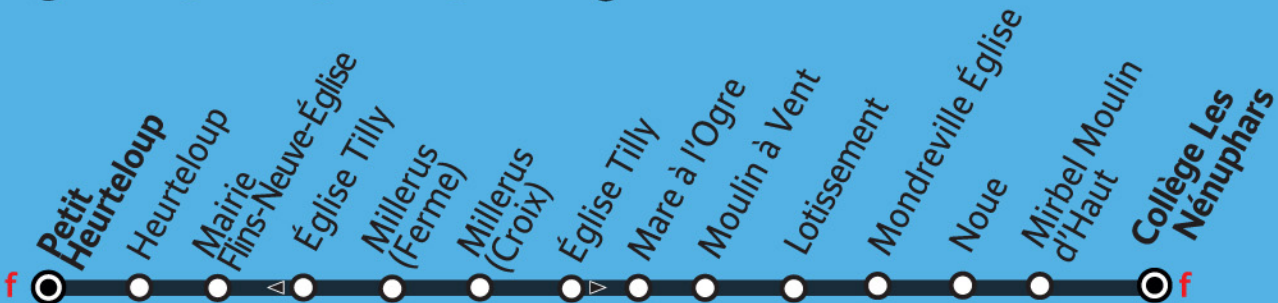 f
Petit
Heurteloup
Heurteloup
Mairie
Flins-Neuve-Église
Église Tilly
Millerus
(Ferme)
Millerus
(Croix)
Église Tilly
Mare à l'Ogre
Moulin à Vent
Lotissement
Mondreville Église
Noue
Mirbel Moulin
d'Haut
Collège Les
Nénuphars
f